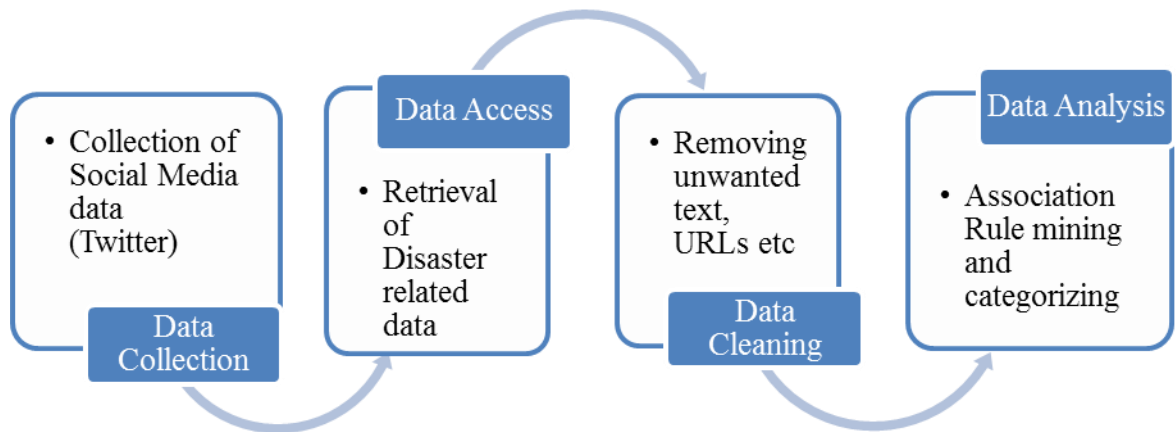 • Collection of
Social Media
data
(Twitter)
Data
Collection
Data Access
• Retrieval
of
Disaster
related
data
• Removing
unwanted
text,
URLs etc
Data
Cleaning
Data Analysis
• Association
Rule mining
and
categorizing